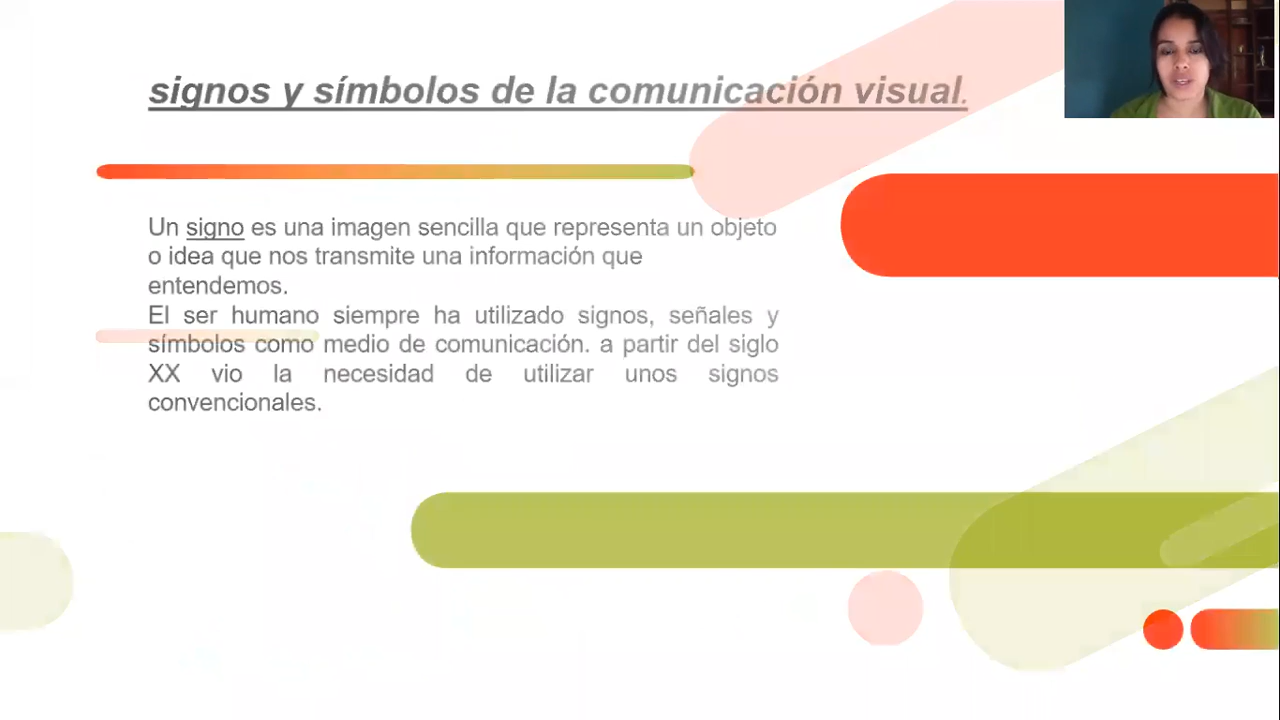 signos y símbolos de la comunicación visual.
Un signo es una imagen sencilla que representa un objeto
o idea que nos transmite una información que
entendemos.
El ser humano siempre ha utilizado signos, señales y
símbolos como medio de comunicación. a partir del siglo
XX vio la necesidad de utilizar unos signos
convencionales.